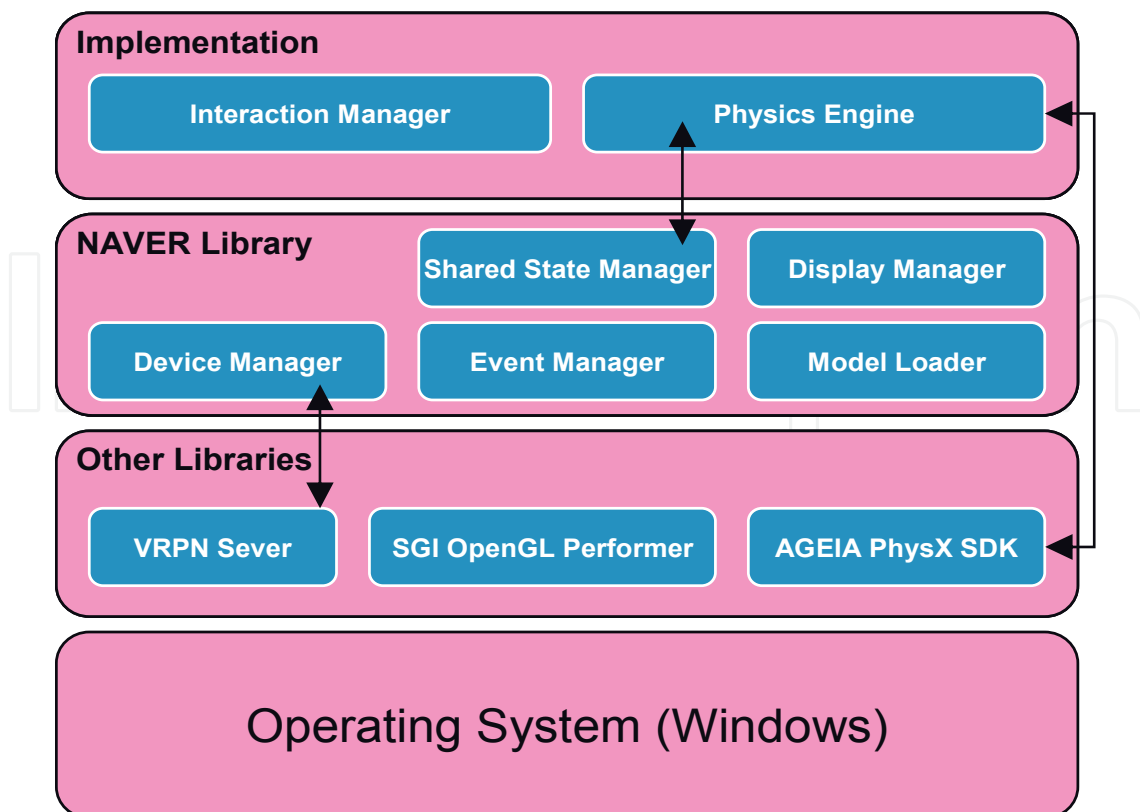 Implementation
Interaction Manager
Physics Engine
NAVER Library
Shared State Manager
Display Manager
Device Manager
Event Manager
Model Loader
Other Libraries
VRPN Sever
SGI OpenGL Performer
AGEIA PhysX SDK
Operating System (Windows)